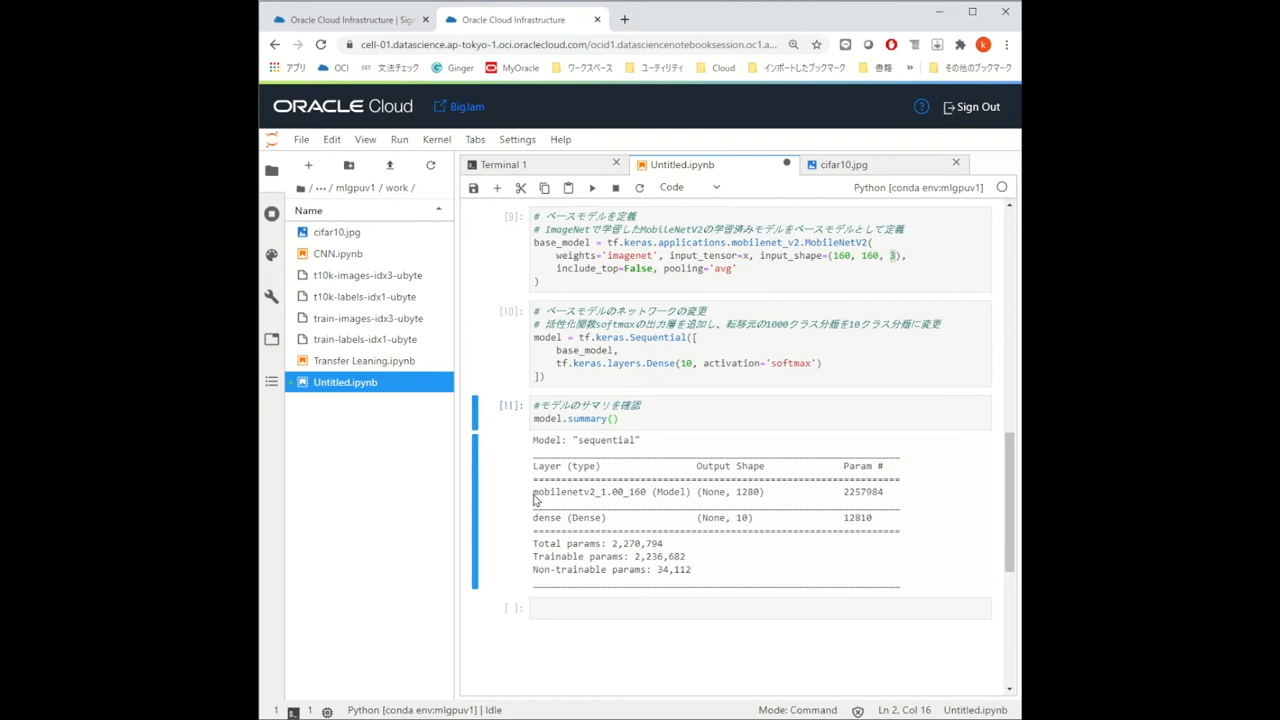 Oracle Cloud Infrastructure | Sig
Oracle Cloud Infrastructure
cell-01.datascience.ap-tokyo-1.oci.oraclecloud.com/ocid1.datasciencenotebooksession.oc1.a...
アプリ OCI 文法チェック Ginger MyOracle ワークスペース ユーティリティ Cloud インポートしたブックマーク 書籍 » その他のブックマーク
ORACLE Cloud BigJam Sign Out
File Edit View Run Kernel Tabs Settings Help
Terminal 1 Untitled.ipynb cifar10.jpg
Code Python [conda env:mlgpuv1]
/ ··· / mlgpuv1 / work /
Name
cifar10.jpg
CNN.ipynb
t10k-images-idx3-ubyte
t10k-labels-idx1-ubyte
train-images-idx3-ubyte
train-labels-idx1-ubyte
Transfer Leaning.ipynb
Untitled.ipynb
[9]: # ベースモデルを定義
# ImageNetで学習したMobileNetV2の学習済みモデルをベースモデルとして定義
base_model = tf.keras.applications.mobilenet_v2.MobileNetV2(
weights='imagenet', input_tensor=x, input_shape=(160, 160, 3),
include_top=False, pooling='avg'
)
[10]: # ベースモデルのネットワークの変更
# 活性化関数softmaxの出力層を追加し、転移元の1000クラス分類を10クラス分類に変更
model = tf.keras.Sequential([
base_model,
tf.keras.layers.Dense(10, activation='softmax')
])
[11]: #モデルのサマリを確認
model.summary()
Model: "sequential"
Layer (type) Output Shape Param #
mobilenetv2_1.00_160 (Model) (None, 1280) 2257984
dense (Dense) (None, 10) 12810
Total params: 2,270,794
Trainable params: 2,236,682
Non-trainable params: 34,112
[ ]:
1 1 Python [conda env:mlgpuv1] | Idle Mode: Command Ln 2, Col 16 Untitled.ipynb